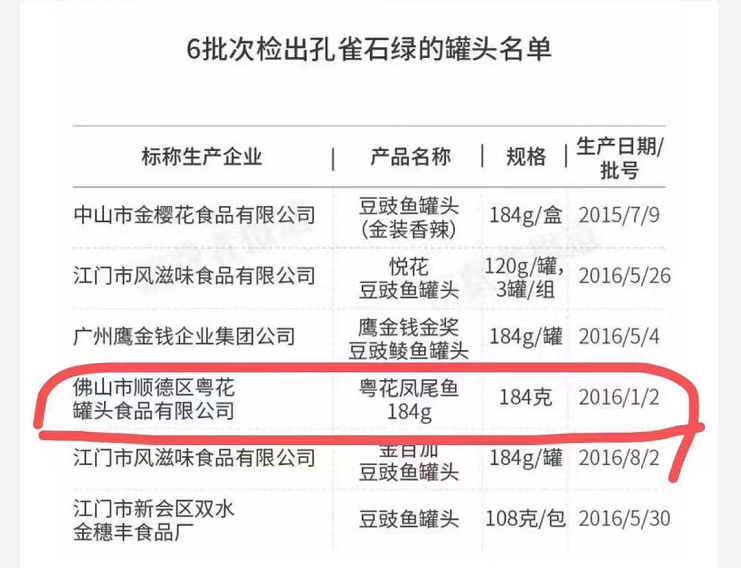 6批次检出孔雀石绿的罐头名单
标称生产企业 | 产品名称 | 规格 | 生产日期/
批号
中山市金樱花食品有限公司 豆豉鱼罐头
(金装香辣) 184g/盒 2015/7/9
江门市风滋味食品有限公司 悦花
豆豉鱼罐头 120g/罐,
3罐/组 2016/5/26
广州鹰金钱企业集团公司 鹰金钱金奖
豆豉鲮鱼罐头 184g/罐 2016/5/4
佛山市顺德区粤花
罐头食品有限公司 粤花凤尾鱼
184g 184克 2016/1/2
江门市风滋味食品有限公司 金百加
豆豉鱼罐头 184g/罐 2016/8/2
江门市新会区双水
金穗丰食品厂 豆豉鱼罐头 108克/包 2016/5/30